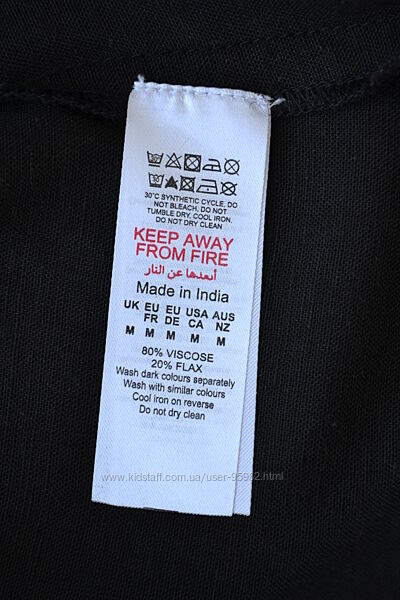 30°C SYNTHETIC CYCLE. DO
NOT BLEACH. DO NOT
TUMBLE DRY. COOL IRON.
DO NOT DRY CLEAN
KEEP AWAY
FROM FIRE
أبعدها عن النار
Made in India
UK EU EU USA AUS
FR DE CA NZ
M M M M M
80% VISCOSE
20% FLAX
Wash dark colours separately
Wash with similar colours
Cool iron on reverse
Do not dry clean
www.kidstaff.com.ua/user-95982.html